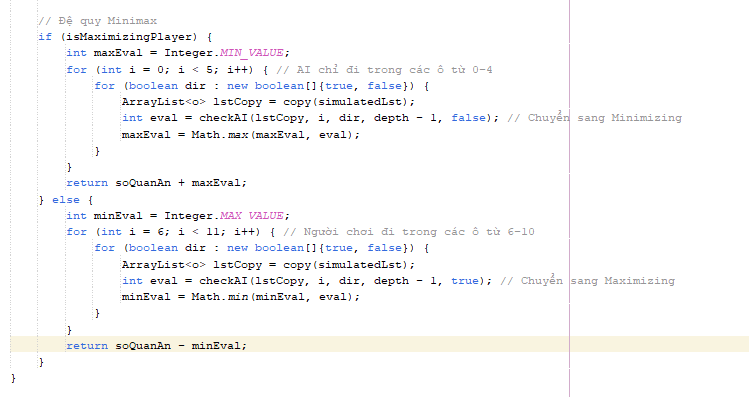 // Đệ quy Minimax
if (isMaximizingPlayer) {
int maxEval = Integer.MIN_VALUE;
for (int i = 0; i < 5; i++) { // AI chỉ đi trong các ô từ 0-4
for (boolean dir : new boolean[]{true, false}) {
ArrayList<o> lstCopy = copy(simulatedLst);
int eval = checkAI(lstCopy, i, dir, depth - 1, false); // Chuyển sang Minimizing
maxEval = Math.max(maxEval, eval);
}
}
return soQuanAn + maxEval;
} else {
int minEval = Integer.MAX_VALUE;
for (int i = 6; i < 11; i++) { // Người chơi đi trong các ô từ 6-10
for (boolean dir : new boolean[]{true, false}) {
ArrayList<o> lstCopy = copy(simulatedLst);
int eval = checkAI(lstCopy, i, dir, depth - 1, true); // Chuyển sang Maximizing
minEval = Math.min(minEval, eval);
}
}
return soQuanAn - minEval;
}
}